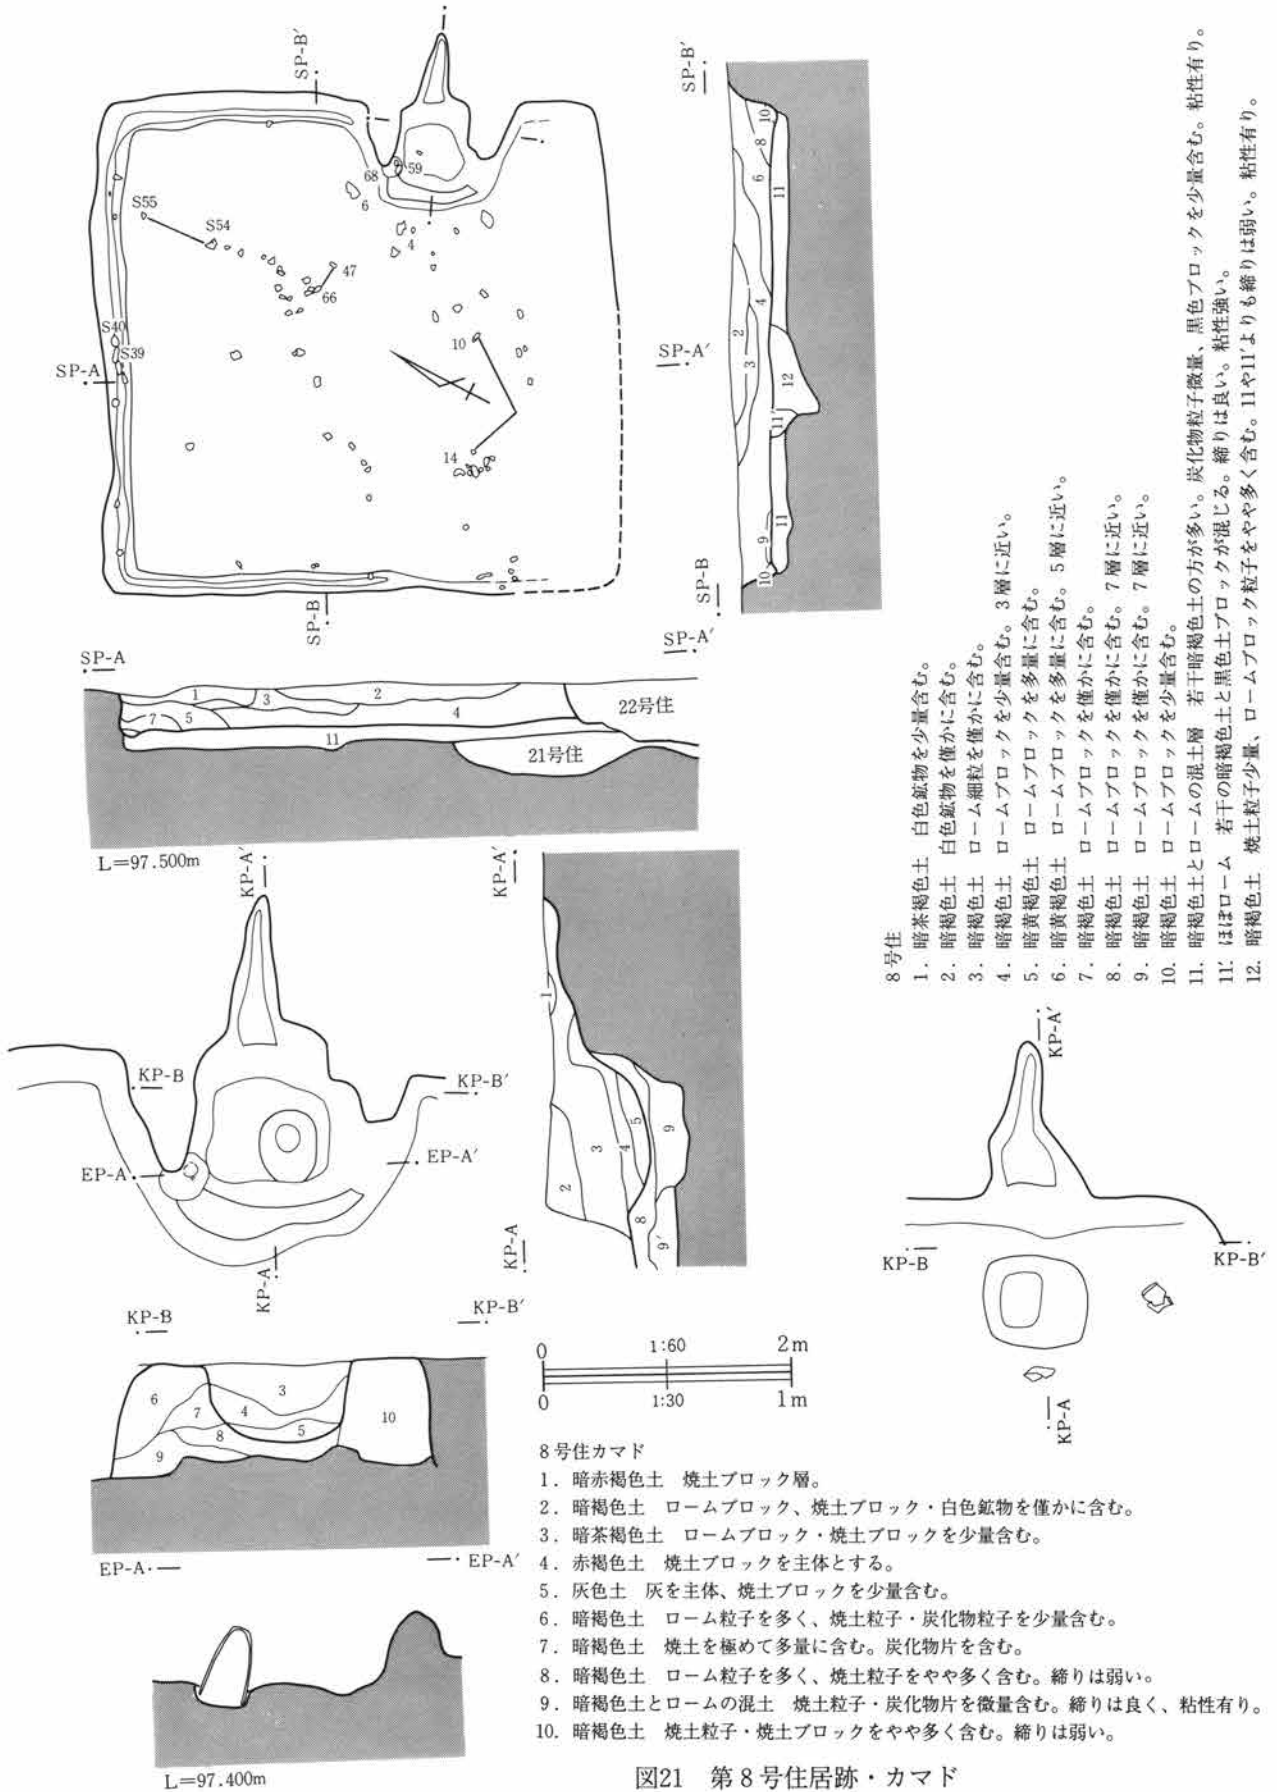 SP-B′
SP-B′
68
59
6
S55
S54
4
47
66
S40
S39
10
SP-A
SP-A′
14
SP-B
SP-B
10
8
6
11
4
2
3
12
11′
11
9
10
SP-A
SP-A′
1
3
2
7
5
4
22号住
11
21号住
L=97.500m
8号住
1. 暗茶褐色土 白色鉱物を少量含む。
2. 暗褐色土 白色鉱物を僅かに含む。
3. 暗褐色土 ローム細粒を僅かに含む。
4. 暗褐色土 ロームブロックを少量含む。3層に近い。
5. 暗黄褐色土 ロームブロックを多量に含む。
6. 暗黄褐色土 ロームブロックを多量に含む。5層に近い。
7. 暗褐色土 ロームブロックを僅かに含む。
8. 暗褐色土 ロームブロックを僅かに含む。7層に近い。
9. 暗褐色土 ロームブロックを僅かに含む。7層に近い。
10. 暗褐色土 ロームブロックを少量含む。
11. 暗褐色土とロームの混土層 若干暗褐色土の方が多い。炭化物粒子微量、黒色ブロックを少量含む。粘性有り。
11′. ほぼローム 若干の暗褐色土と黒色土ブロックが混じる。締りは良い。粘性強い。
12. 暗褐色土 焼土粒子少量、ロームブロック粒子をやや多く含む。11や11′よりも締りは弱い。粘性有り。
KP-A′
KP-A′
KP-B
KP-B′
EP-A
EP-A′
KP-A
KP-A
1
2
3
4
5
9
8
9′
KP-A′
KP-B
KP-B′
KP-A
KP-B
KP-B′
6
7
3
4
5
8
9
10
0
1:60
2m
0
1:30
1m
EP-A
EP-A′
L=97.400m
8号住カマド
1. 暗赤褐色土 焼土ブロック層。
2. 暗褐色土 ロームブロック、焼土ブロック・白色鉱物を僅かに含む。
3. 暗茶褐色土 ロームブロック・焼土ブロックを少量含む。
4. 赤褐色土 焼土ブロックを主体とする。
5. 灰色土 灰を主体、焼土ブロックを少量含む。
6. 暗褐色土 ローム粒子を多く、焼土粒子・炭化物粒子を少量含む。
7. 暗褐色土 焼土を極めて多量に含む。炭化物片を含む。
8. 暗褐色土 ローム粒子を多く、焼土粒子をやや多く含む。締りは弱い。
9. 暗褐色土とロームの混土 焼土粒子・炭化物片を微量含む。締りは良く、粘性有り。
10. 暗褐色土 焼土粒子・焼土ブロックをやや多く含む。締りは弱い。
図21 第8号住居跡・カマド